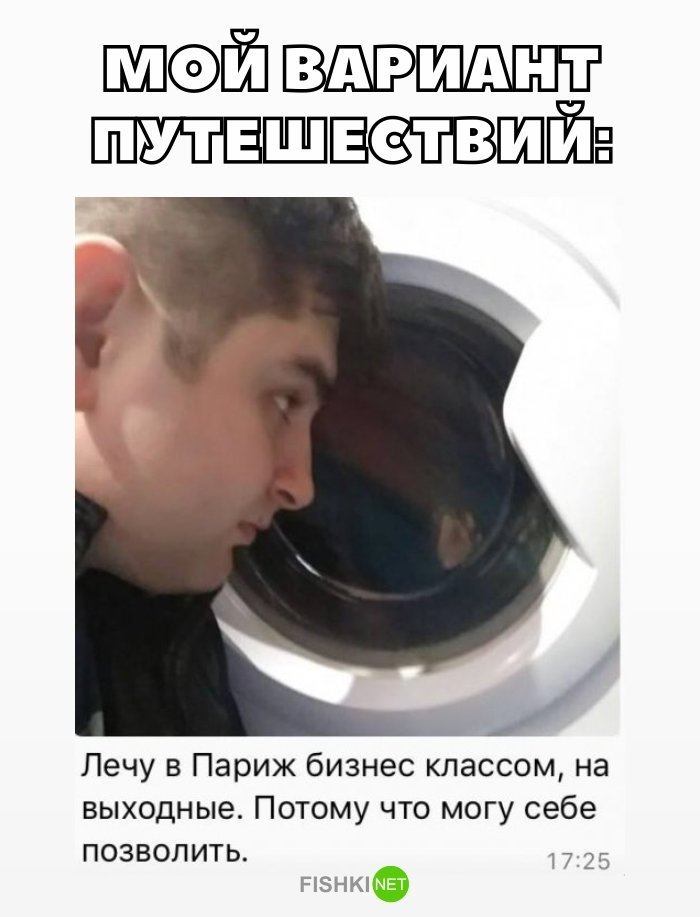 МОЙ ВАРИАНТ
ПУТЕШЕСТВИЙ:
Лечу в Париж бизнес классом, на
выходные. Потому что могу себе
позволить.
17:25
FISHKI NET